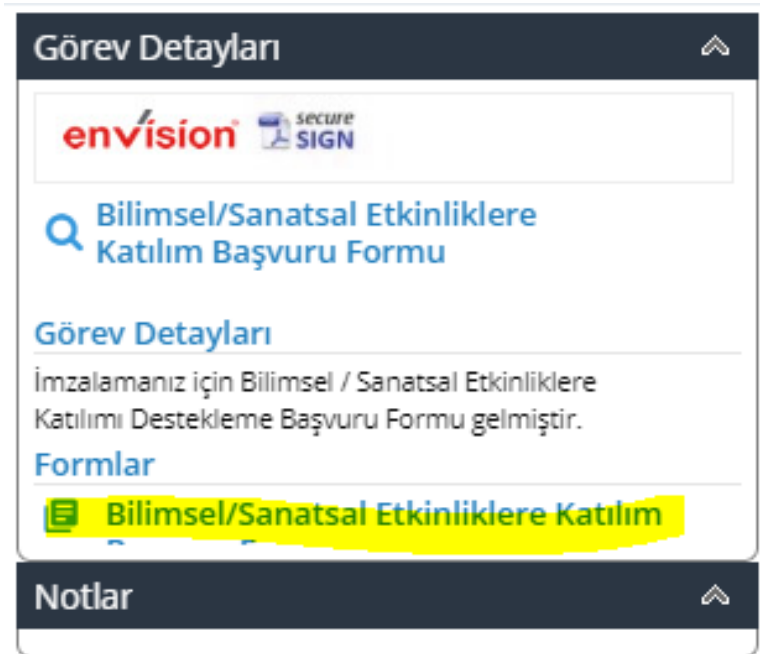 Görev Detayları
envision secure SIGN
Bilimsel/Sanatsal Etkinliklere
Katılım Başvuru Formu
Görev Detayları
İmzalamanız için Bilimsel / Sanatsal Etkinliklere
Katılımı Destekleme Başvuru Formu gelmiştir.
Formlar
Bilimsel/Sanatsal Etkinliklere Katılım
Notlar